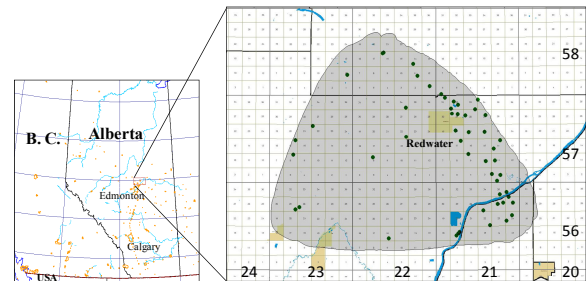 58
B. C.
Alberta
Redwater
57
Edmonton
56
Calgary
24
23
22
21
20
USA